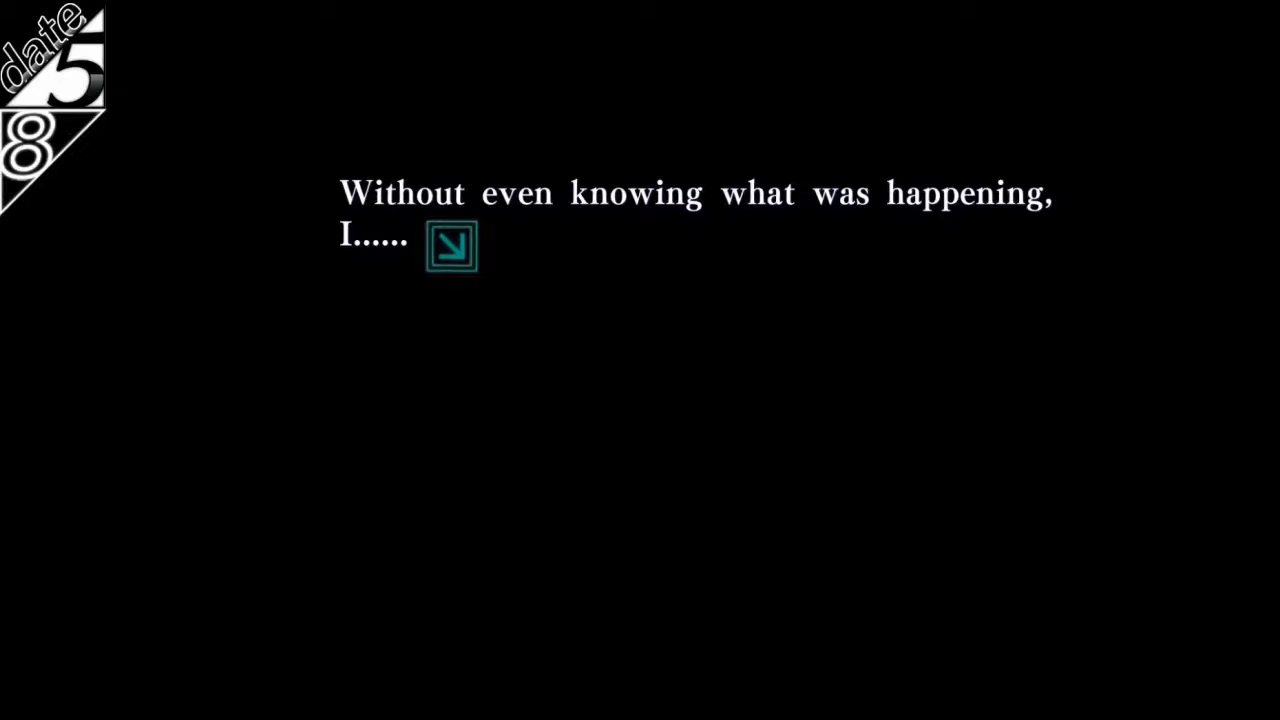 date
5
8
Without even knowing what was happening,
I......